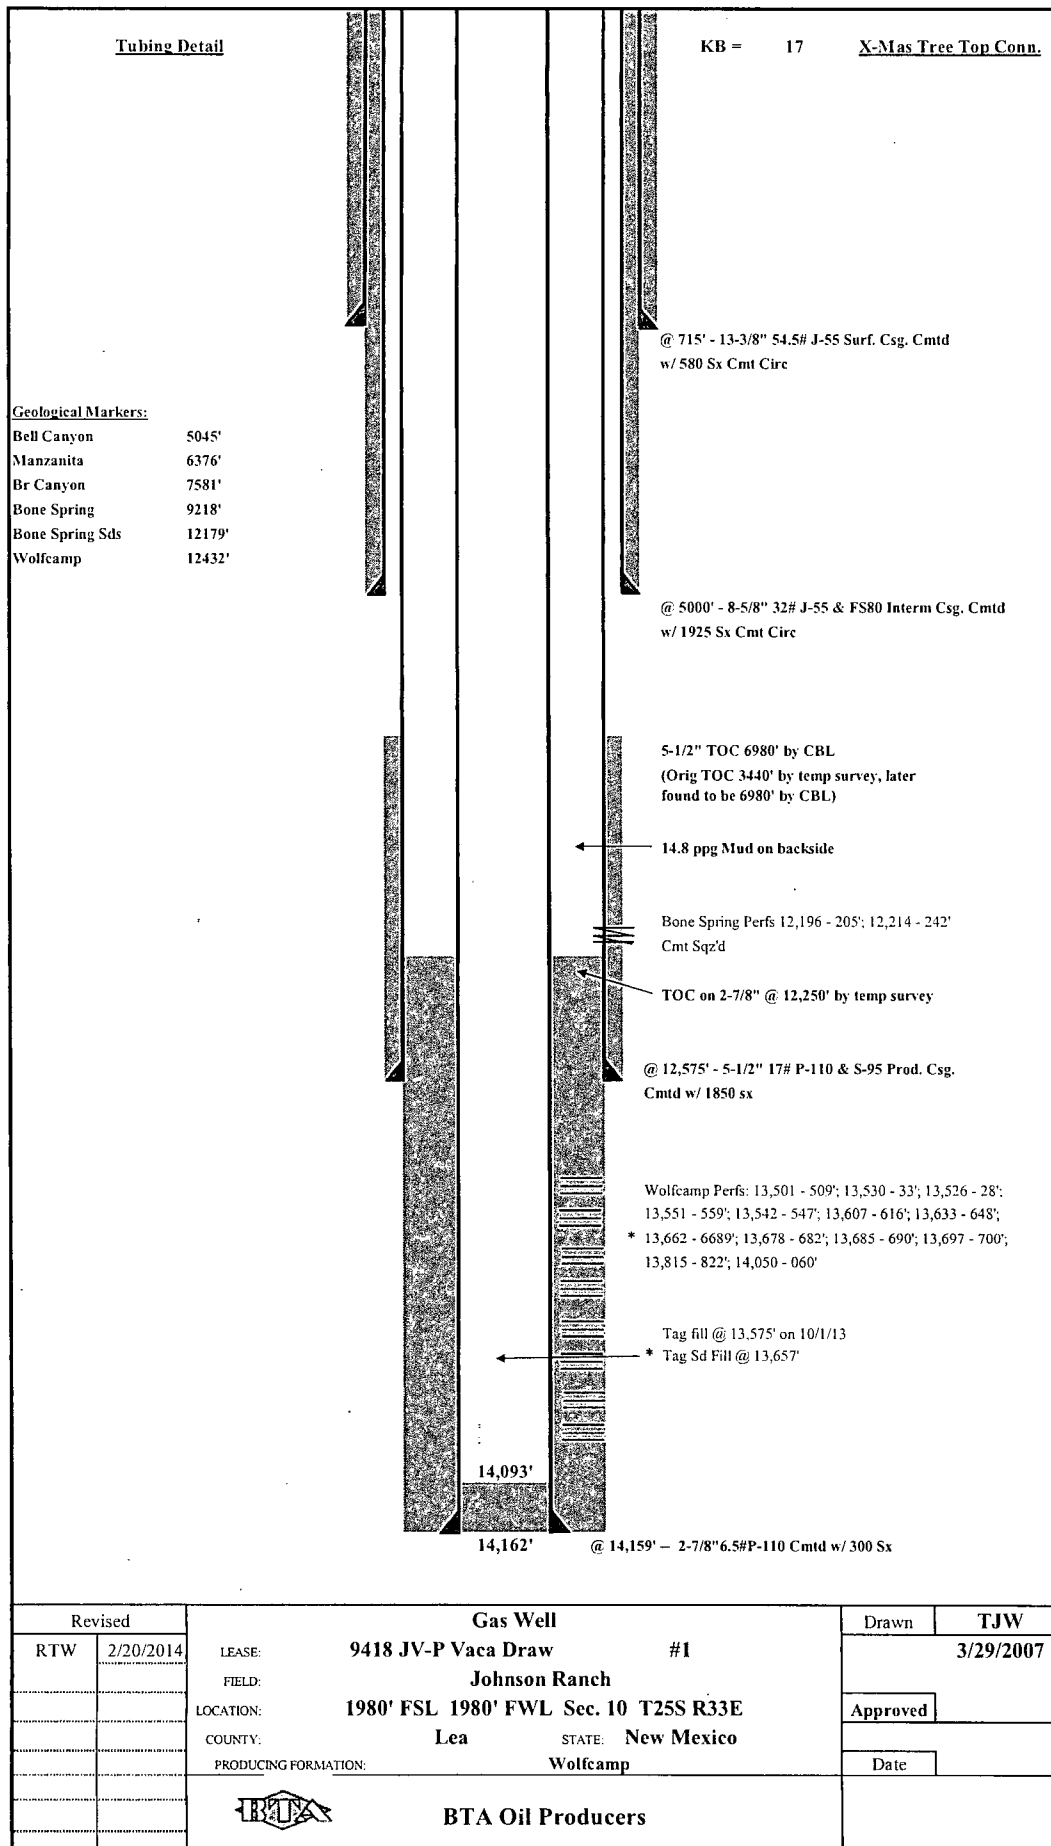 Tubing Detail
KB = 17 X-Mas Tree Top Conn.
@ 715' - 13-3/8" 54.5# J-55 Surf. Csg. Cmtd
w/ 580 Sx Cmt Circ
Geological Markers:
Bell Canyon 5045'
Manzanita 6376'
Br Canyon 7581'
Bone Spring 9218'
Bone Spring Sds 12179'
Wolfcamp 12432'
@ 5000' - 8-5/8" 32# J-55 & FS80 Interm Csg. Cmtd
w/ 1925 Sx Cmt Circ
5-1/2" TOC 6980' by CBL
(Orig TOC 3440' by temp survey, later
found to be 6980' by CBL)
14.8 ppg Mud on backside
Bone Spring Perfs 12,196 - 205'; 12,214 - 242'
Cmt Sqz'd
TOC on 2-7/8" @ 12,250' by temp survey
@ 12,575' - 5-1/2" 17# P-110 & S-95 Prod. Csg.
Cmtd w/ 1850 sx
Wolfcamp Perfs: 13,501 - 509'; 13,530 - 33'; 13,526 - 28';
13,551 - 559'; 13,542 - 547'; 13,607 - 616'; 13,633 - 648';
* 13,662 - 6689'; 13,678 - 682'; 13,685 - 690'; 13,697 - 700';
13,815 - 822'; 14,050 - 060'
Tag fill @ 13,575' on 10/1/13
* Tag Sd Fill @ 13,657'
14,093'
14,162'
@ 14,159' – 2-7/8"6.5#P-110 Cmtd w/ 300 Sx
Revised
RTW 2/20/2014
Gas Well
LEASE: 9418 JV-P Vaca Draw #1
FIELD: Johnson Ranch
LOCATION: 1980' FSL 1980' FWL Sec. 10 T25S R33E
COUNTY: Lea STATE: New Mexico
PRODUCING FORMATION: Wolfcamp
BTA
BTA Oil Producers
Drawn TJW
3/29/2007
Approved
Date